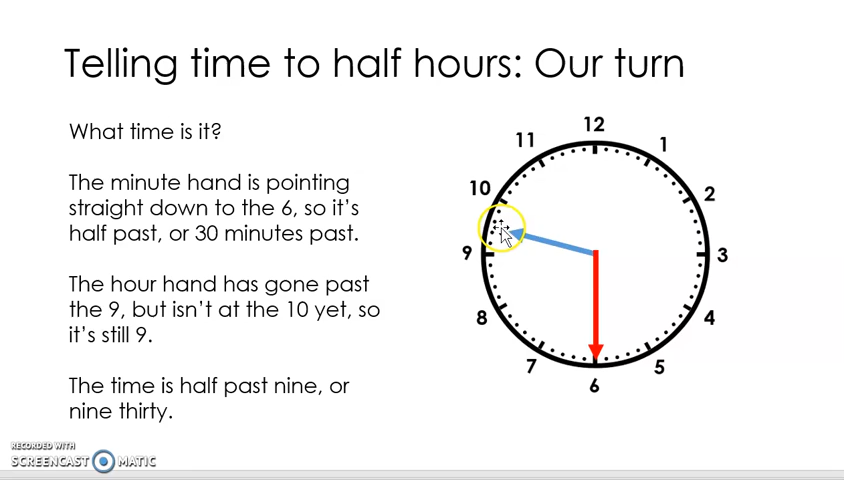 Telling time to half hours: Our turn
What time is it?
The minute hand is pointing
straight down to the 6, so it's
half past, or 30 minutes past.
The hour hand has gone past
the 9, but isn't at the 10 yet, so
it's still 9.
The time is half past nine, or
nine thirty.
12
1
2
3
4
5
6
7
8
9
10
11
RECORDED WITH
SCREENCAST MATIC